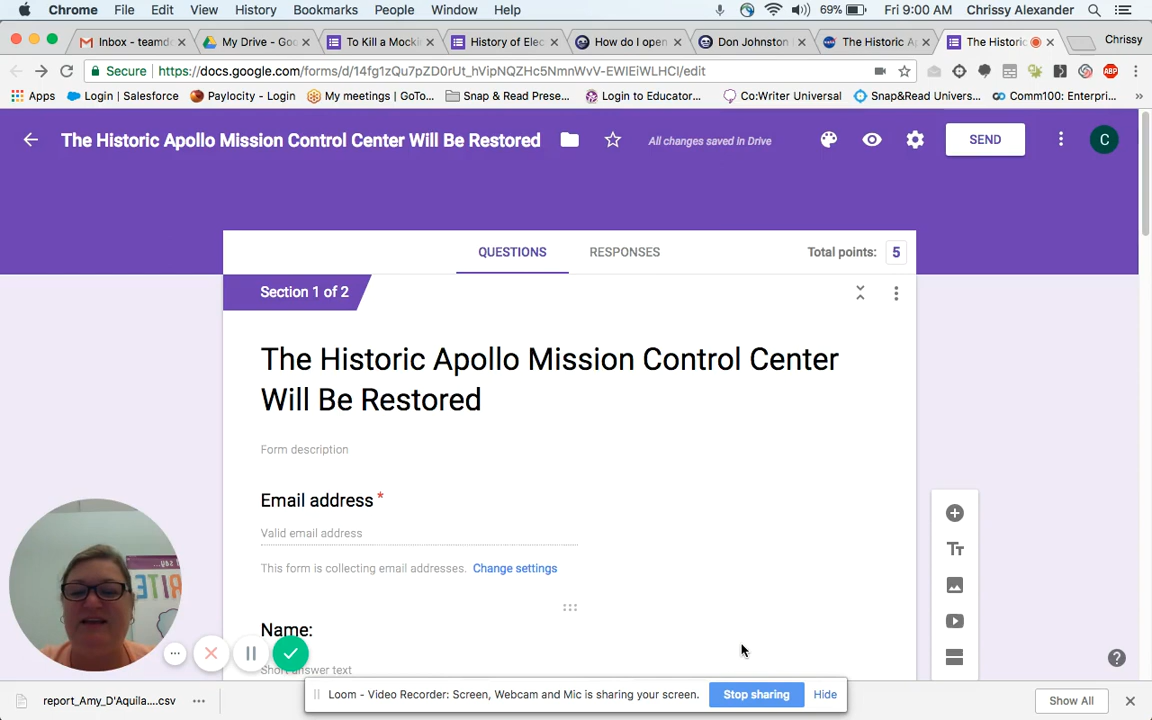 Chrome File Edit View History Bookmarks People Window Help 69% Fri 9:00 AM Chrissy Alexander
Inbox - teamd My Drive - Goo To Kill a Mockin History of Elec How do I open Don Johnston The Historic Ap The Historic Chrissy
Secure https://docs.google.com/forms/d/14fg1zQu7pZD0rUt_hVipNQZHc5NmnWvV-EWIEiWLHCI/edit
Apps Login | Salesforce Paylocity - Login My meetings | GoTo... Snap & Read Prese... Login to Educator... Co:Writer Universal Snap&Read Univers... Comm100: Enterpri... »
The Historic Apollo Mission Control Center Will Be Restored All changes saved in Drive SEND C
QUESTIONS RESPONSES Total points: 5
Section 1 of 2
The Historic Apollo Mission Control Center
Will Be Restored
Form description
Email address *
Valid email address
This form is collecting email addresses. Change settings
Name:
Short answer text
Loom - Video Recorder: Screen, Webcam and Mic is sharing your screen. Stop sharing Hide
report_Amy_D'Aquila....csv Show All